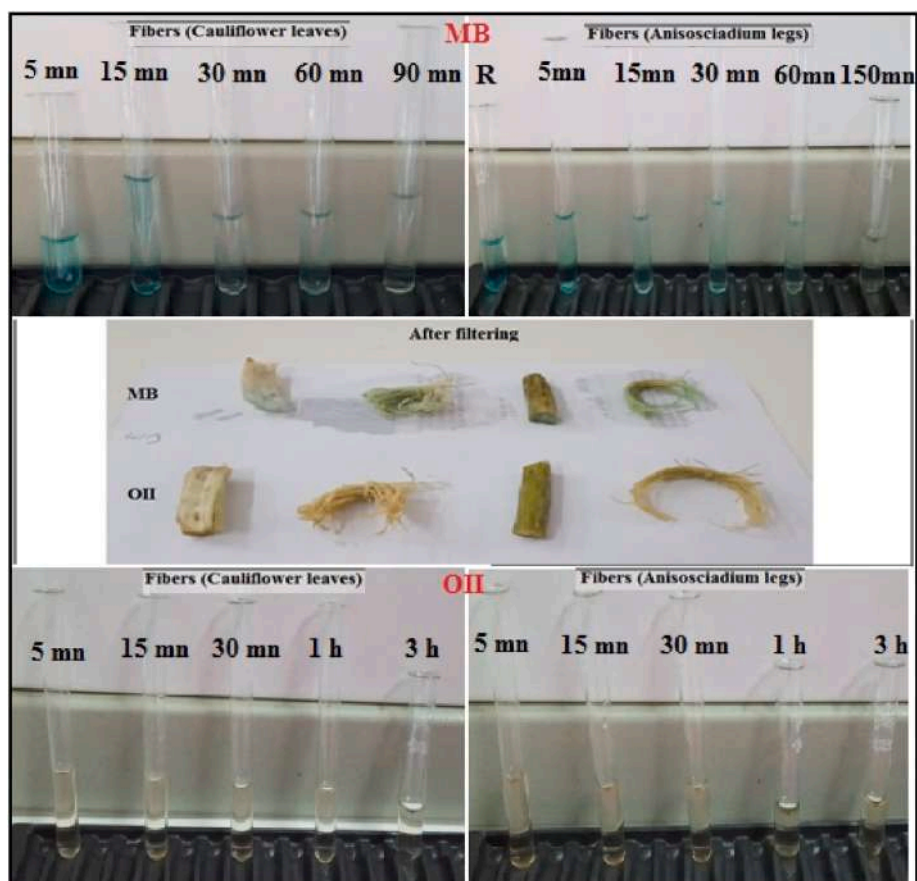 Fibers (Cauliflower leaves)
MB
Fibers (Anisosciadium legs)
5 mn 15 mn 30 mn 60 mn 90 mn
R 5mn 15mn 30 mn 60mn 150mn
After filtering
MB
OII
Fibers (Cauliflower leaves)
OII
Fibers (Anisosciadium legs)
5 mn 15 mn 30 mn 1 h 3 h
5 mn 15 mn 30 mn 1 h 3 h